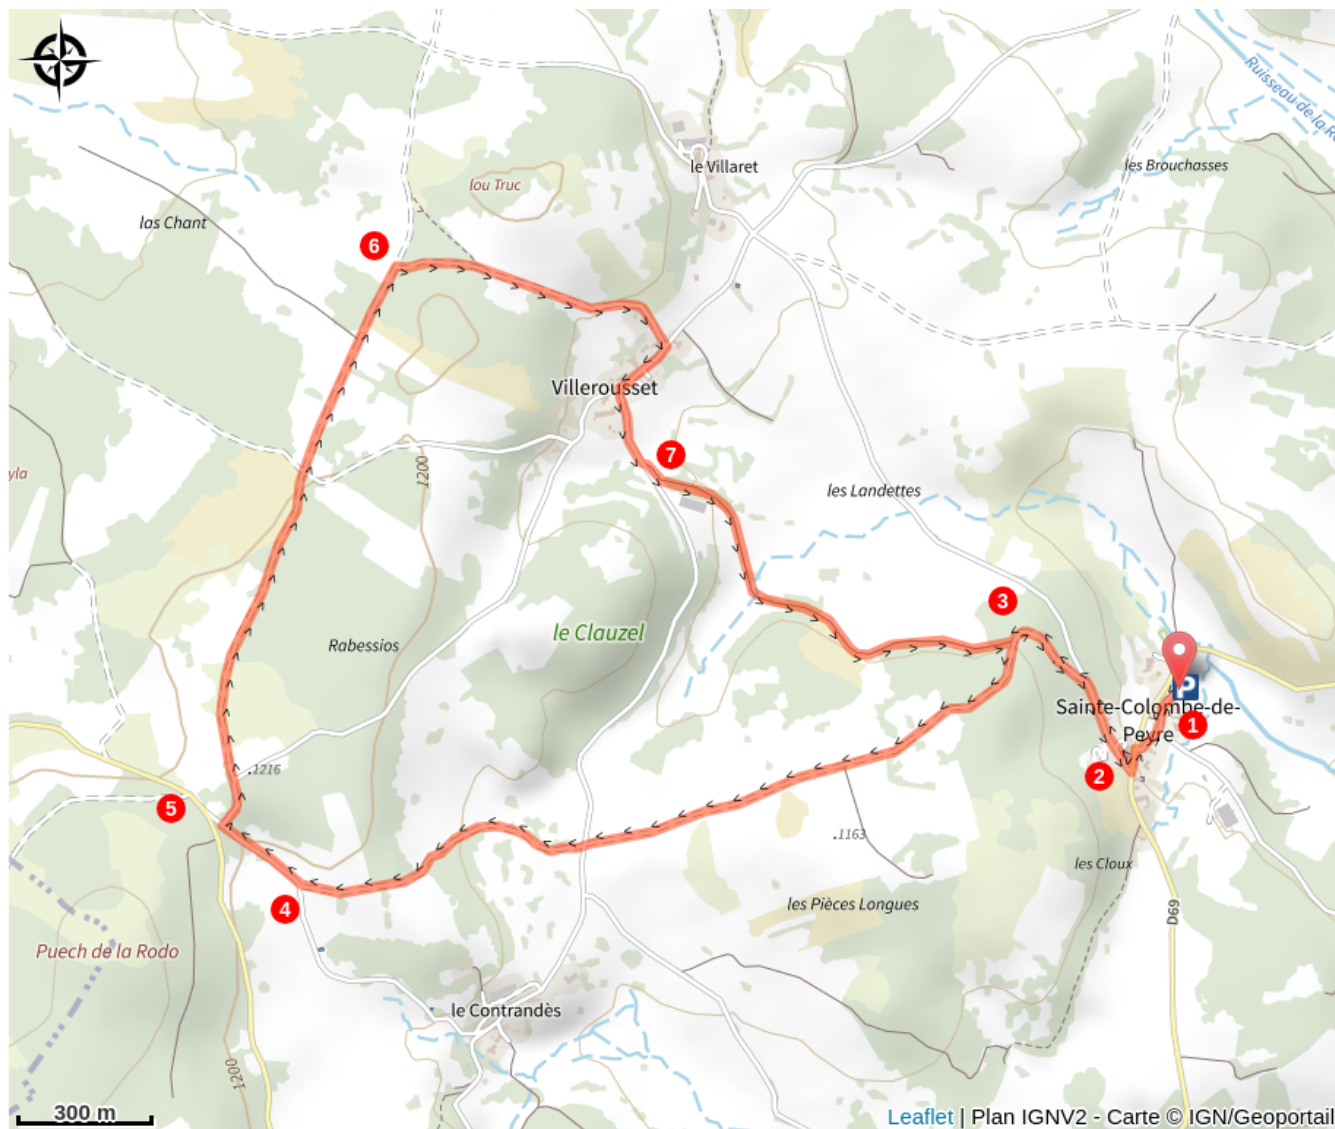 Ruisseau de la R
le Villaret
les Brouchasses
lou Truc
las Chant
6
Villerousset
7
yla
1200
les Landettes
3
le Clauzel
Rabessios
P
Sainte-Colombe-de-
Peyre
1
1216
2
5
1163
les Cloux
4
les Pièces Longues
D69
Puech de la Rodo
le Contrandès
1200
300 m
Leaflet | Plan IGNV2 - Carte © IGN/Geoportail